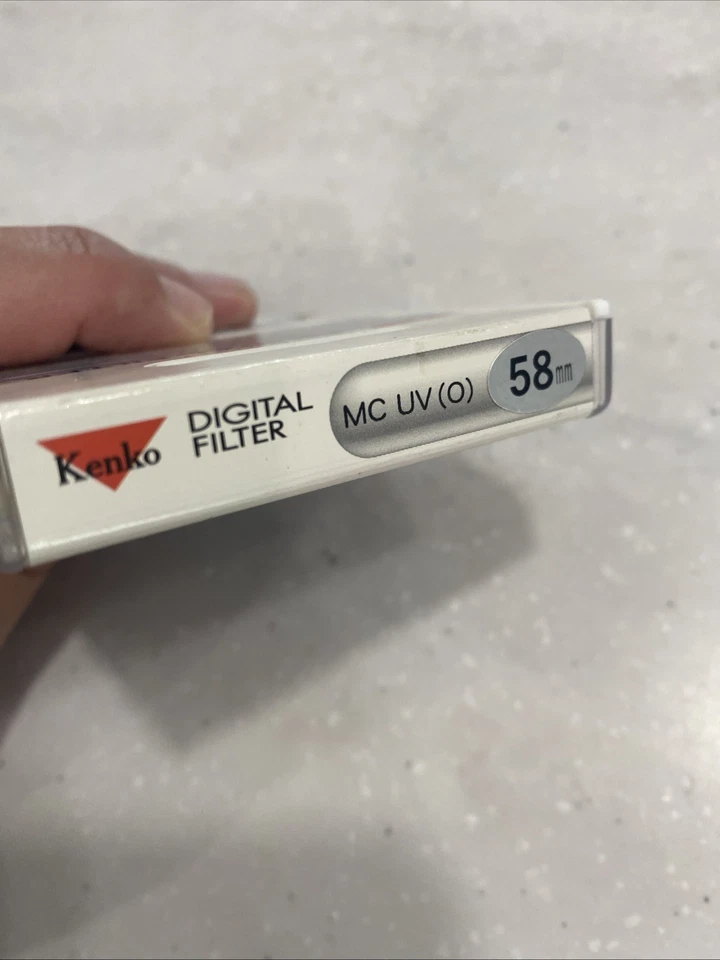 Kenko
DIGITAL
FILTER
MC UV (O)
58mm